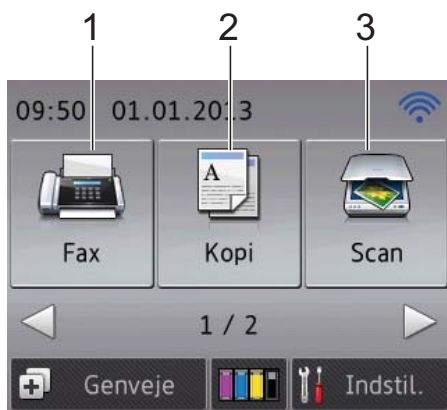 1 2 3
09:50 01.01.2013
A
Fax Kopi Scan
1 / 2
Genveje Indstil.